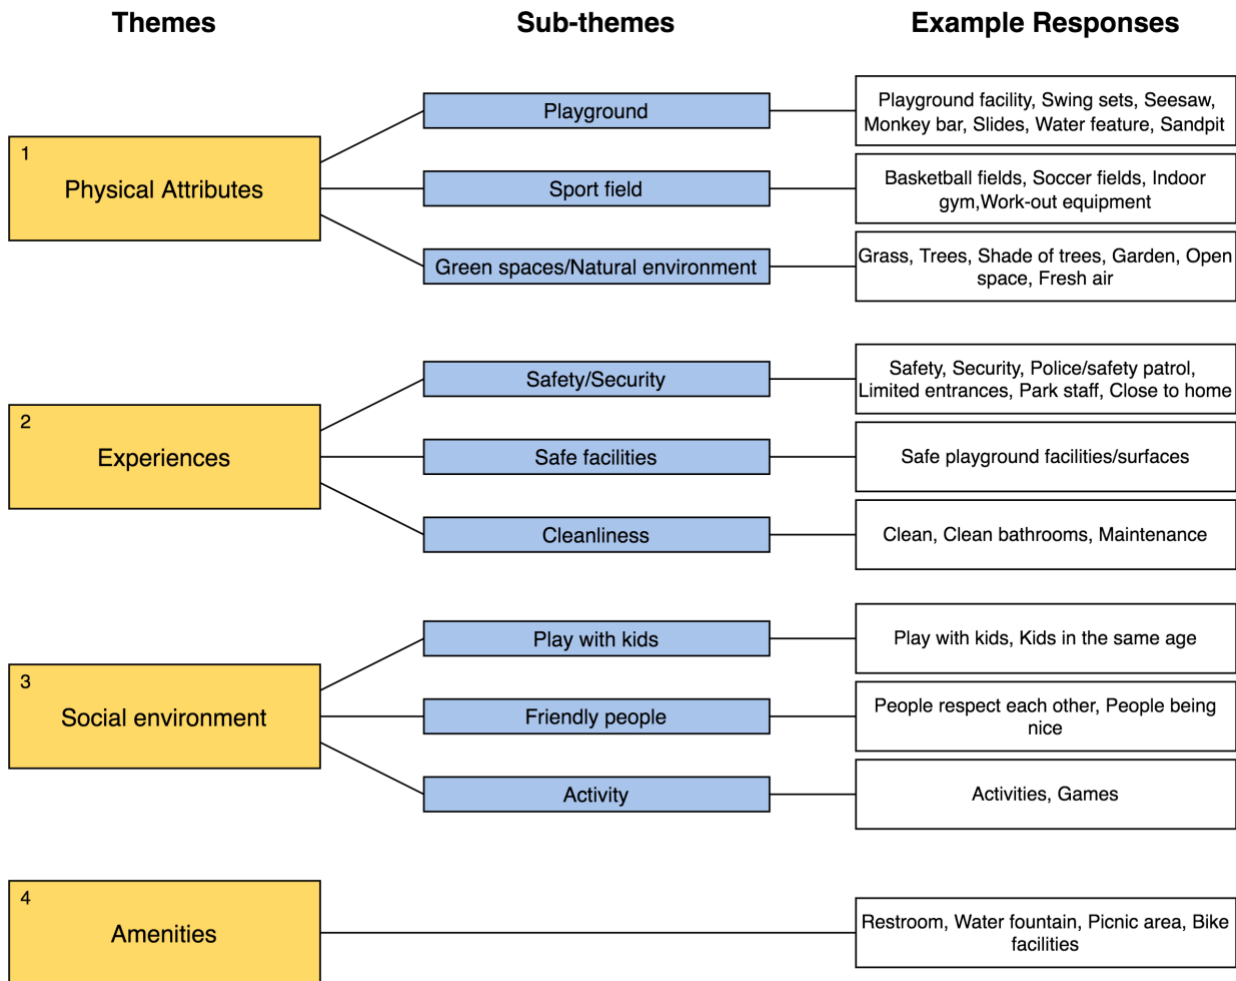 Themes
Sub-themes
Example Responses
1
Physical Attributes
Playground
Playground facility, Swing sets, Seesaw,
Monkey bar, Slides, Water feature, Sandpit
Sport field
Basketball fields, Soccer fields, Indoor
gym,Work-out equipment
Green spaces/Natural environment
Grass, Trees, Shade of trees, Garden, Open
space, Fresh air
2
Experiences
Safety/Security
Safety, Security, Police/safety patrol,
Limited entrances, Park staff, Close to home
Safe facilities
Safe playground facilities/surfaces
Cleanliness
Clean, Clean bathrooms, Maintenance
3
Social environment
Play with kids
Play with kids, Kids in the same age
Friendly people
People respect each other, People being
nice
Activity
Activities, Games
4
Amenities
Restroom, Water fountain, Picnic area, Bike
facilities